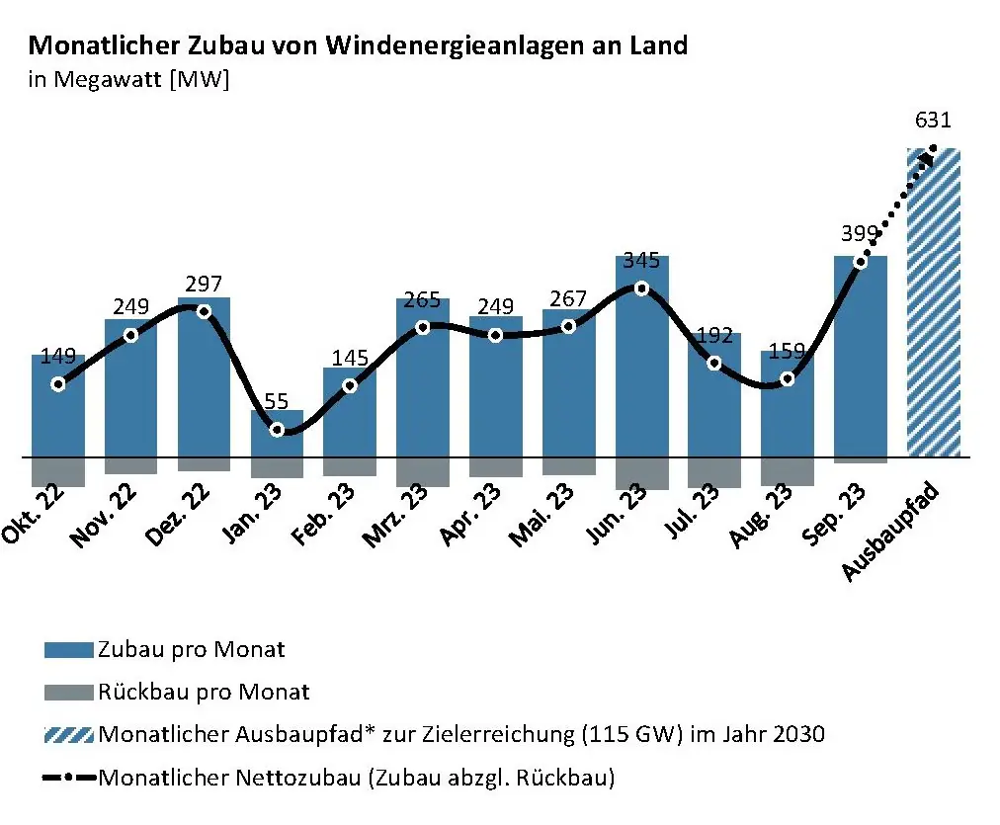 Monatlicher Zubau von Windenergieanlagen an Land
in Megawatt [MW]
631
399
345
297
265
267
249
249
192
159
149
145
55
Okt. 22
Nov. 22
Dez. 22
Jan. 23
Feb. 23
Mrz. 23
Apr. 23
Mai. 23
Jun. 23
Jul. 23
Aug. 23
Sep. 23
Ausbaupfad
Zubau pro Monat
Rückbau pro Monat
Monatlicher Ausbaupfad* zur Zielerreichung (115 GW) im Jahr 2030
Monatlicher Nettozubau (Zubau abzgl. Rückbau)